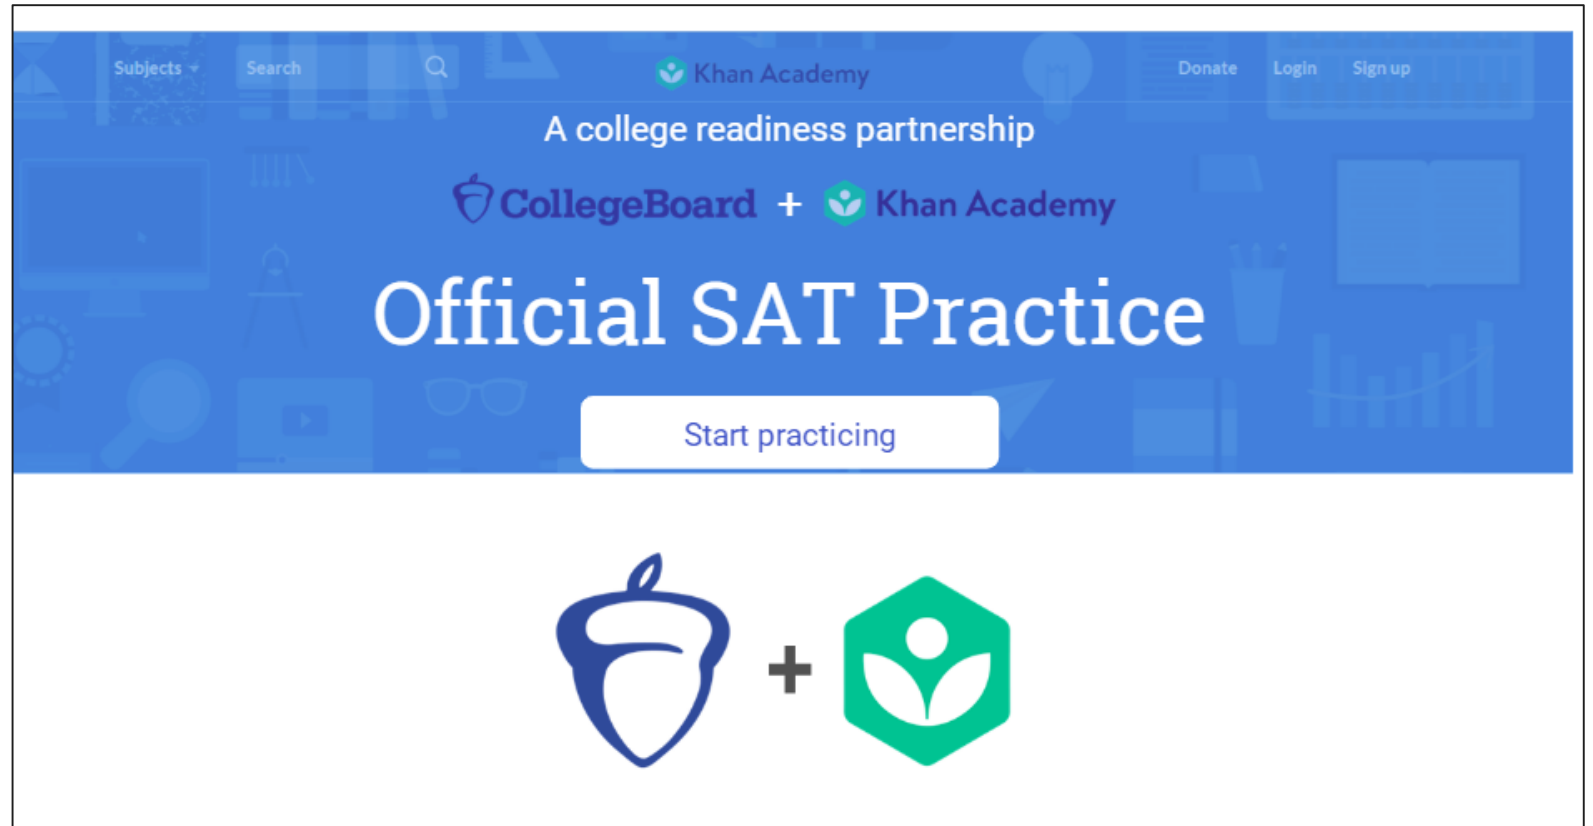 Subjects Search Khan Academy Donate Login Sign up
A college readiness partnership
CollegeBoard + Khan Academy
Official SAT Practice
Start practicing
+